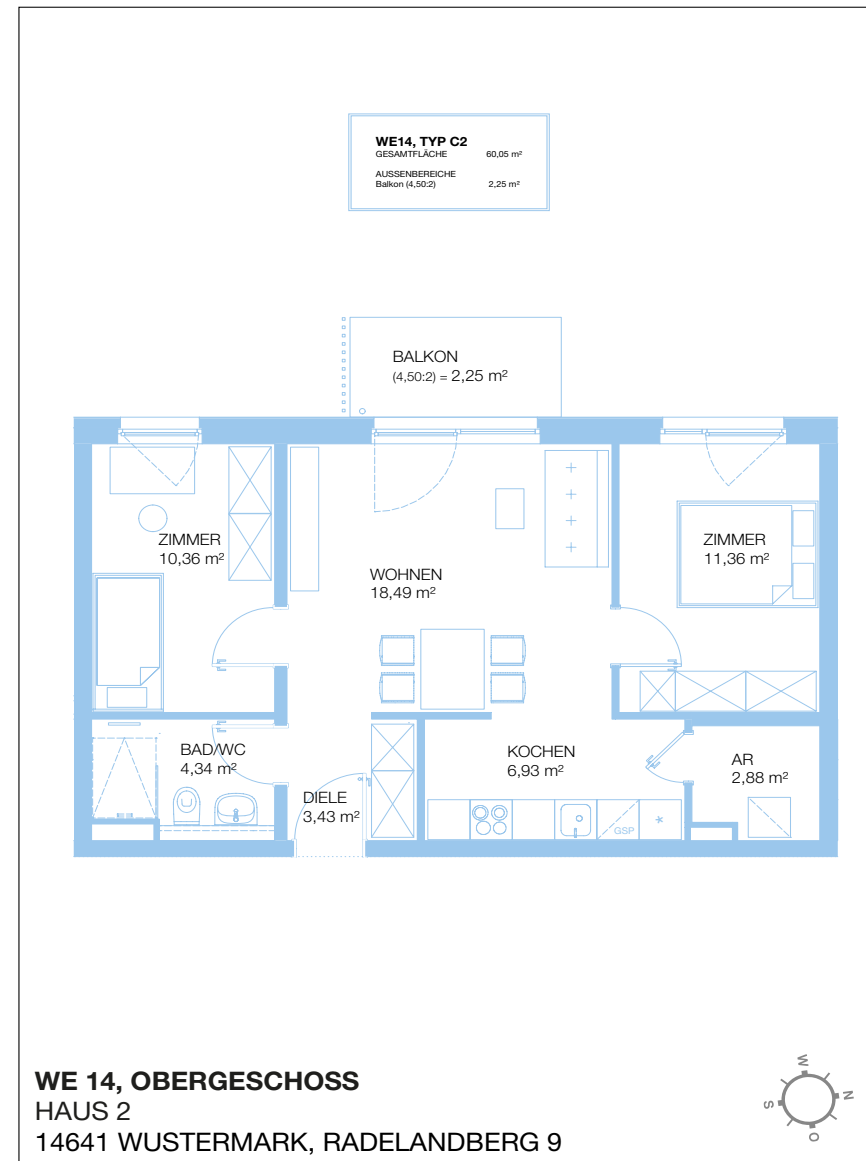 WE14, TYP C2
GESAMTFLÄCHE 60,05 m²
AUSSENBEREICHE
Balkon (4,50:2) 2,25 m²
BALKON
(4,50:2) = 2,25 m²
ZIMMER
10,36 m²
ZIMMER
11,36 m²
WOHNEN
18,49 m²
BAD/WC
4,34 m²
KOCHEN
6,93 m²
AR
2,88 m²
DIELE
3,43 m²
GSP
*
WE 14, OBERGESCHOSS
HAUS 2
14641 WUSTERMARK, RADELANDBERG 9
W
N
S
O